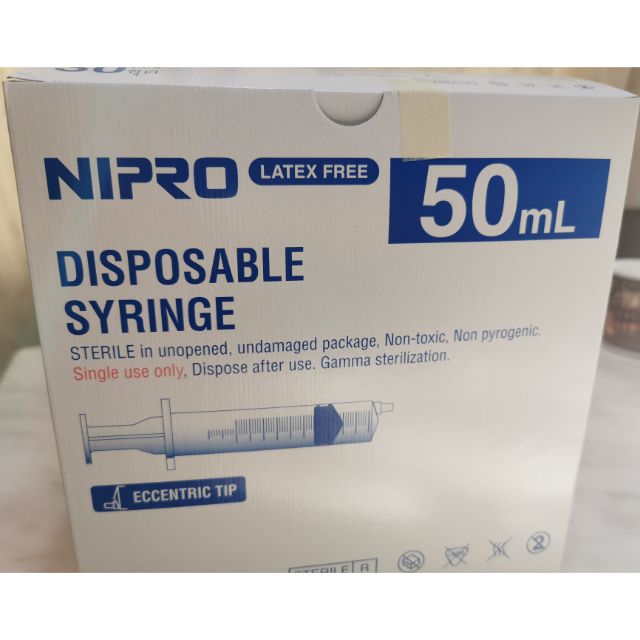 NIPRO LATEX FREE 50mL
DISPOSABLE
SYRINGE
STERILE in unopened, undamaged package, Non-toxic, Non pyrogenic.
Single use only, Dispose after use. Gamma sterilization.
ECCENTRIC TIP
STERILE R